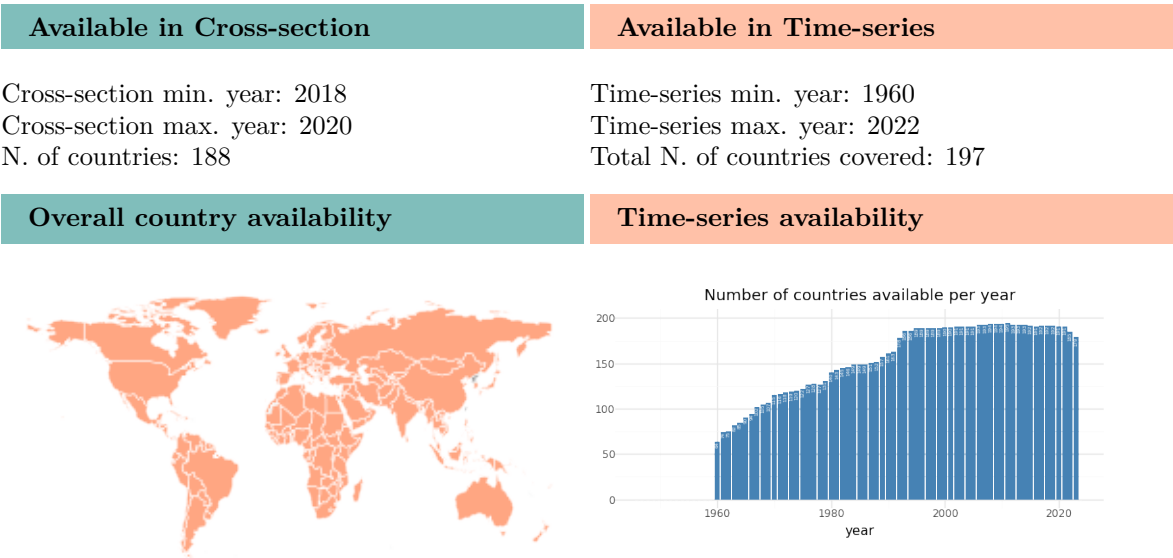 Available in Cross-section
Available in Time-series
Cross-section min. year: 2018
Cross-section max. year: 2020
N. of countries: 188
Time-series min. year: 1960
Time-series max. year: 2022
Total N. of countries covered: 197
Overall country availability
Time-series availability
Number of countries available per year
200
150
100
50
0
1960 1980 2000 2020
year